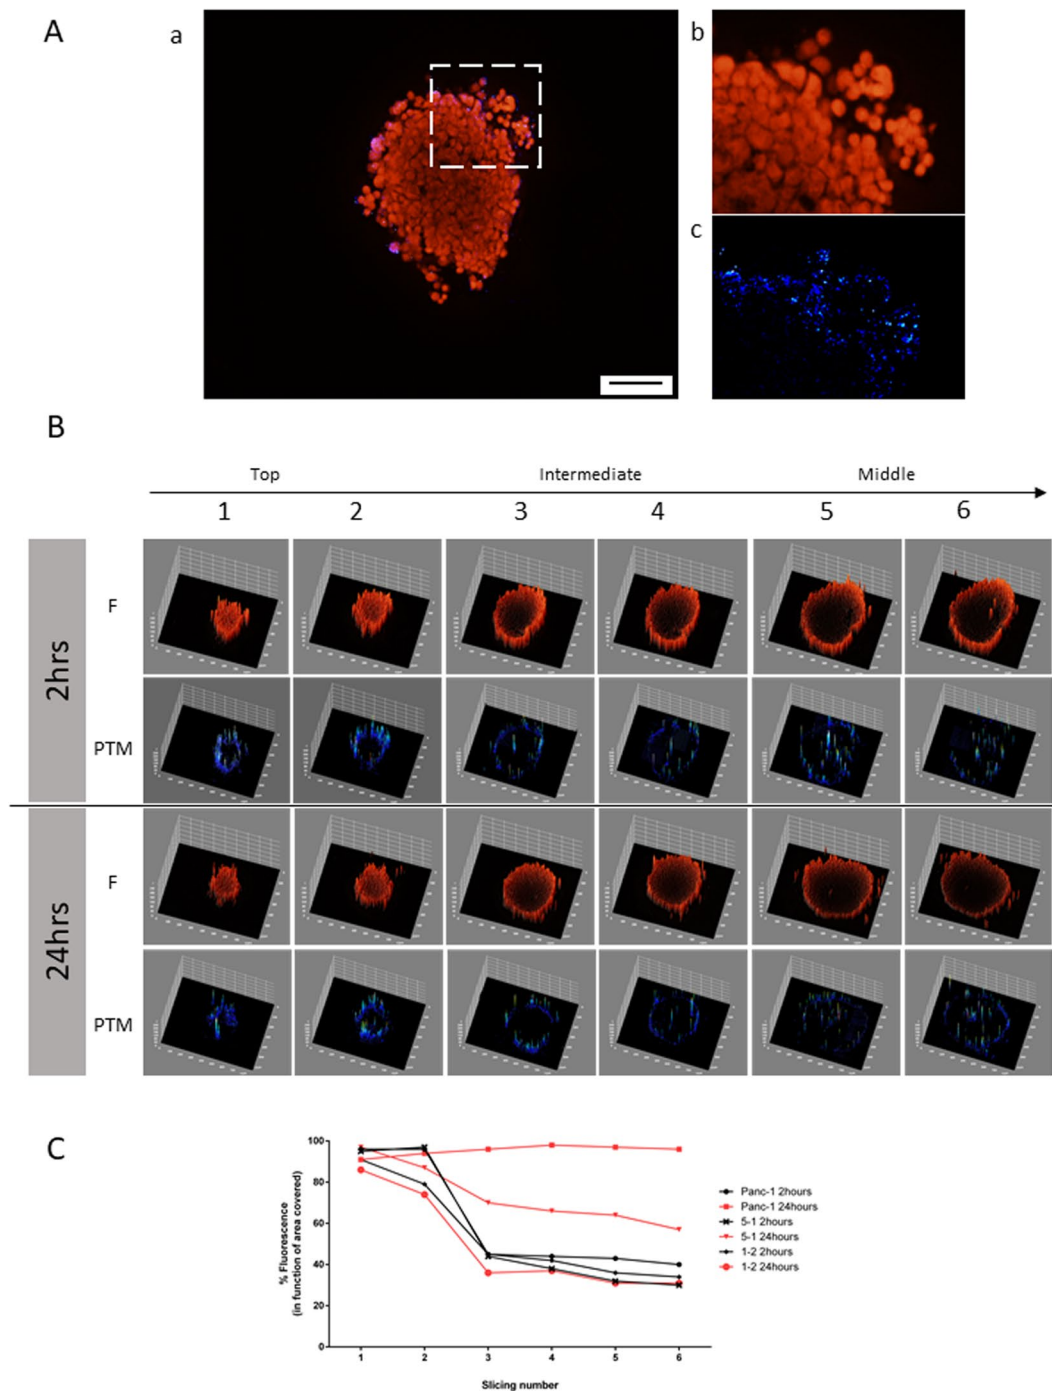 A
a
b
c
B
Top Intermediate Middle
1 2 3 4 5 6
2hrs
F
PTM
24hrs
F
PTM
C
% Fluorescence
(in function of area covered)
100
80
60
40
20
0
1 2 3 4 5 6
Slicing number
Panc-1 2hours
Panc-1 24hours
5-1 2hours
5-1 24hours
1-2 2hours
1-2 24hours